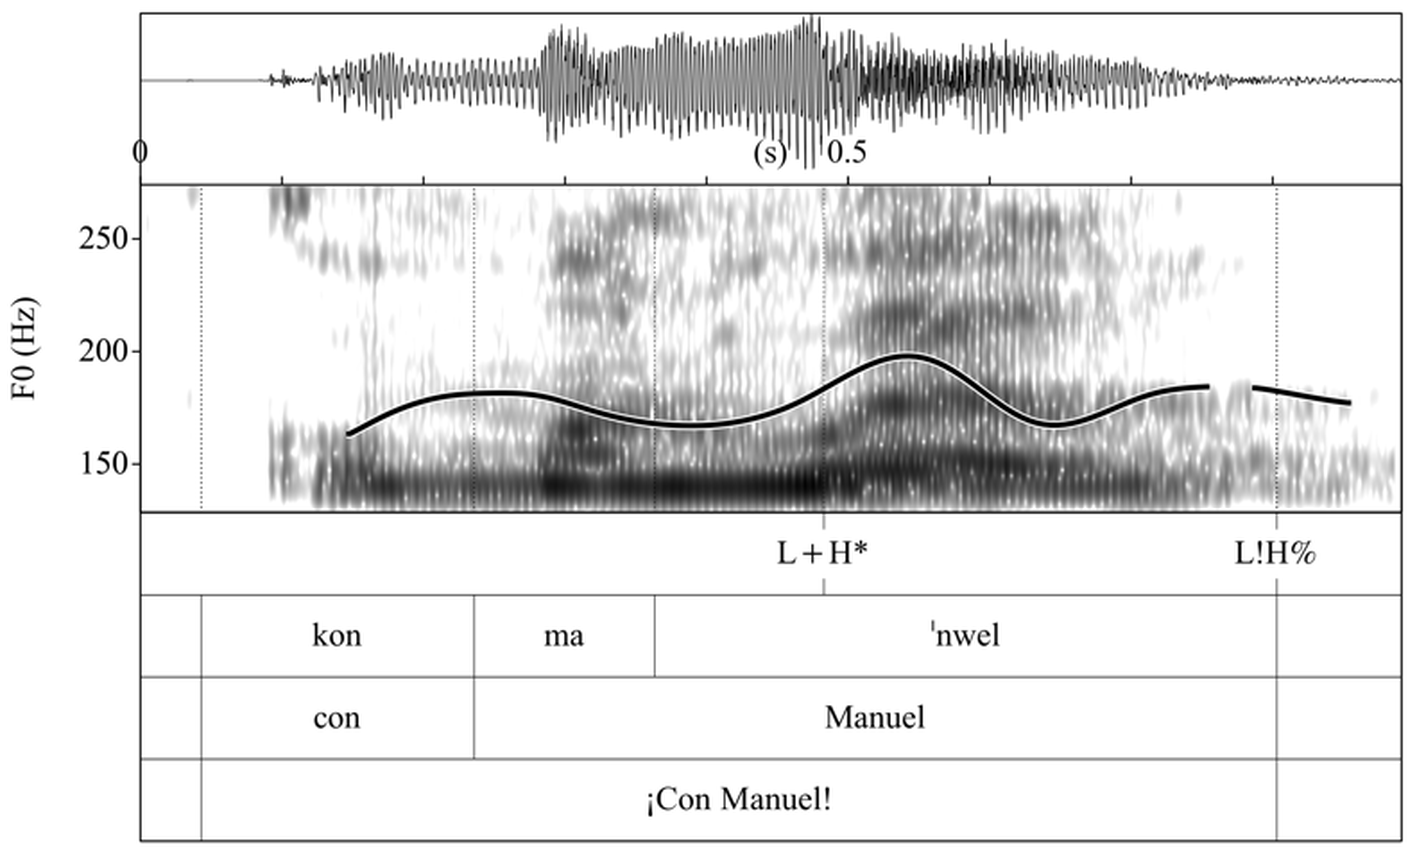 0 (s) 0.5
250
200
150
F0 (Hz)
L+H* L!H%
kon ma ˈnwel
con Manuel
¡Con Manuel!